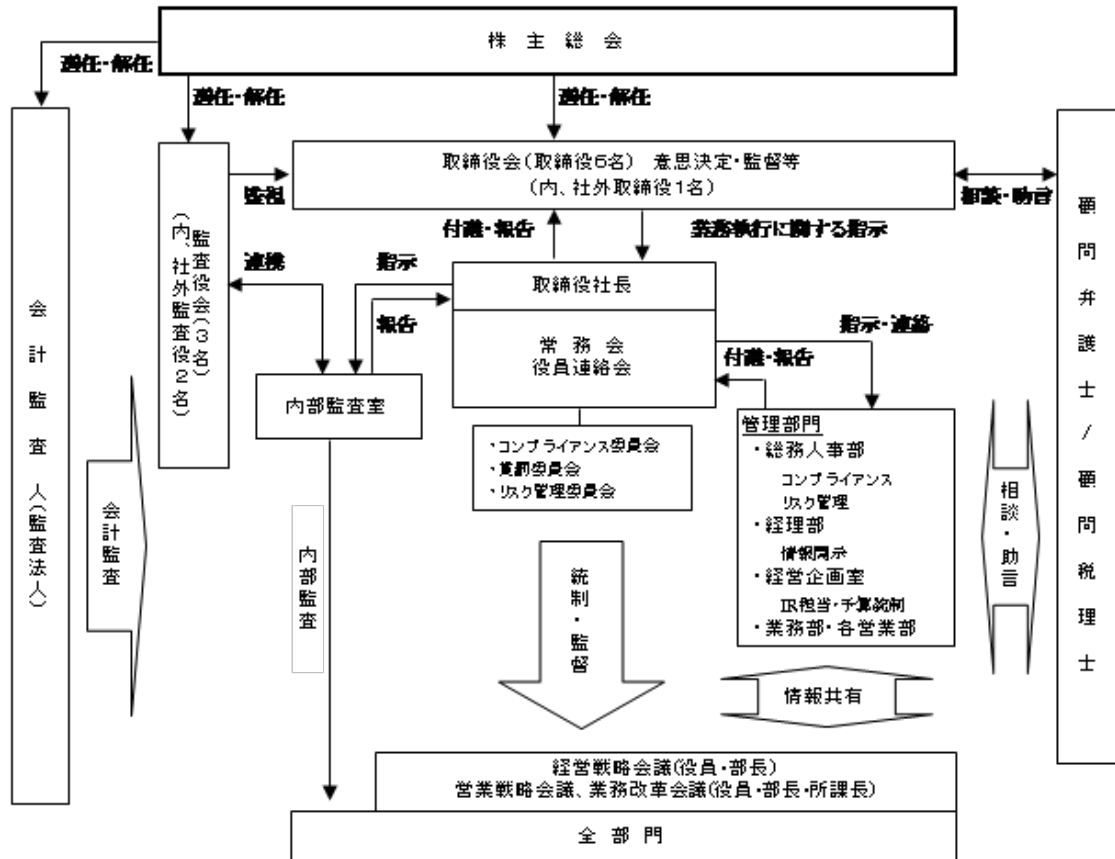 株主総会
選任・解任
選任・解任
選任・解任
取締役会(取締役6名) 意思決定・監督等
(内、社外取締役1名)
監視
相談・助言
付議・報告
業務執行に関する指示
監査役会(3名)
(内、社外監査役2名)
連携
指示
報告
取締役社長
常務会
役員連絡会
指示・連絡
付議・報告
内部監査室
・コンプライアンス委員会
・賞罰委員会
・リスク管理委員会
管理部門
・総務人事部
コンプライアンス
リスク管理
・経理部
情報開示
・経営企画室
IR担当・予算統制
・業務部・各営業部
会計監査人(監査法人)
会計監査
内部監査
統制・監督
相談・助言
顧問弁護士/顧問税理士
情報共有
経営戦略会議(役員・部長)
営業戦略会議、業務改革会議(役員・部長・所課長)
全部門